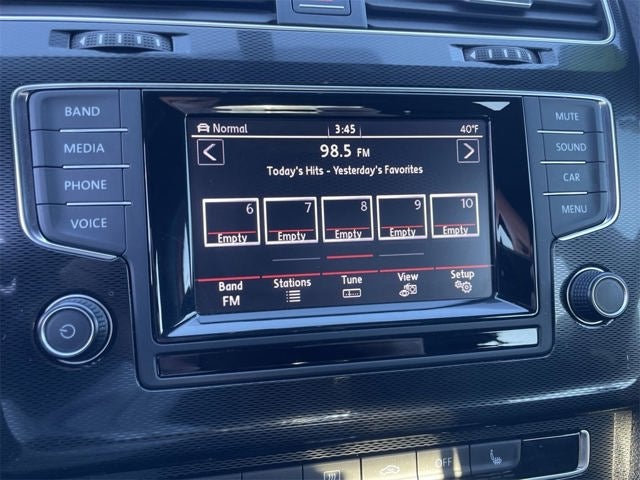 BAND
MEDIA
PHONE
VOICE
Normal 3:45 40°F
98.5 FM
Today's Hits - Yesterday's Favorites
6 7 8 9 10
Empty Empty Empty Empty Empty
Band Stations Tune View Setup
FM
MUTE
SOUND
CAR
MENU
OFF